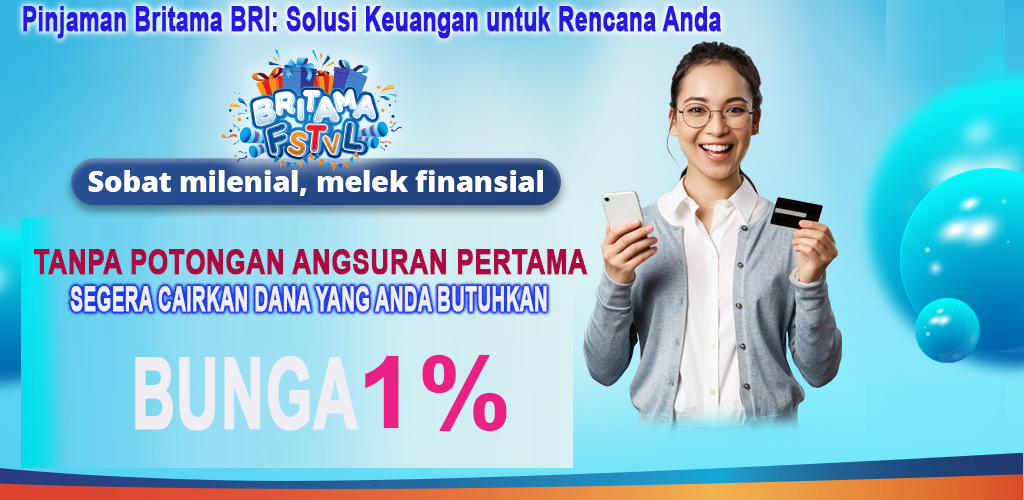 Pinjaman Britama BRI: Solusi Keuangan untuk Rencana Anda
BRITAMA
FSTVL
Sobat milenial, melek finansial
TANPA POTONGAN ANGSURAN PERTAMA
SEGERA CAIRKAN DANA YANG ANDA BUTUHKAN
BUNGA 1%